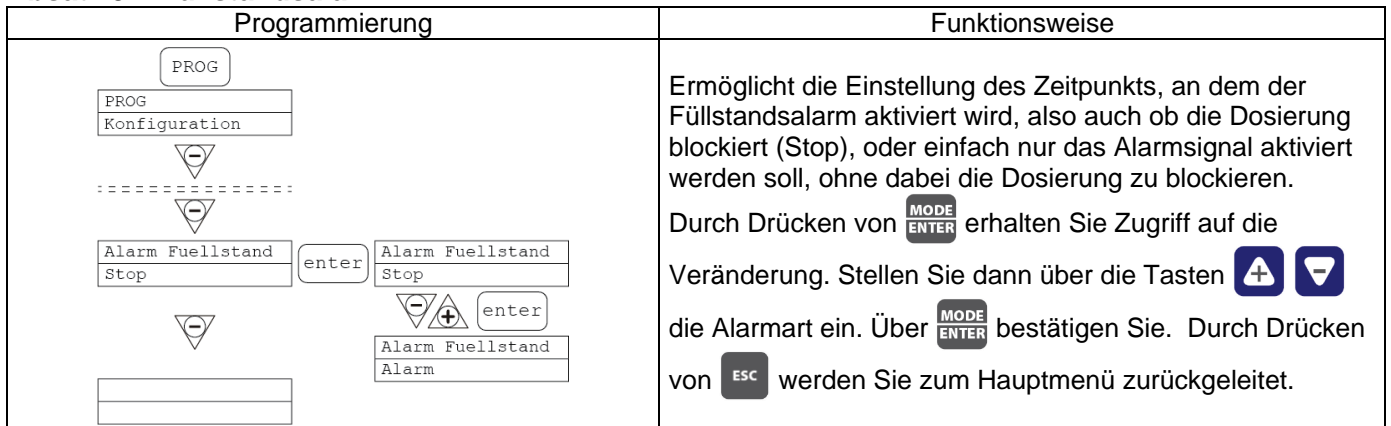 Programmierung
Funktionsweise
PROG
PROG
Konfiguration
Alarm Fuellstand
Stop
enter
Alarm Fuellstand
Stop
enter
Alarm Fuellstand
Alarm
Ermöglicht die Einstellung des Zeitpunkts, an dem der
Füllstandsalarm aktiviert wird, also auch ob die Dosierung
blockiert (Stop), oder einfach nur das Alarmsignal aktiviert
werden soll, ohne dabei die Dosierung zu blockieren.
Durch Drücken von MODE ENTER erhalten Sie Zugriff auf die
Veränderung. Stellen Sie dann über die Tasten + -
die Alarmart ein. Über MODE ENTER bestätigen Sie. Durch Drücken
von ESC werden Sie zum Hauptmenü zurückgeleitet.